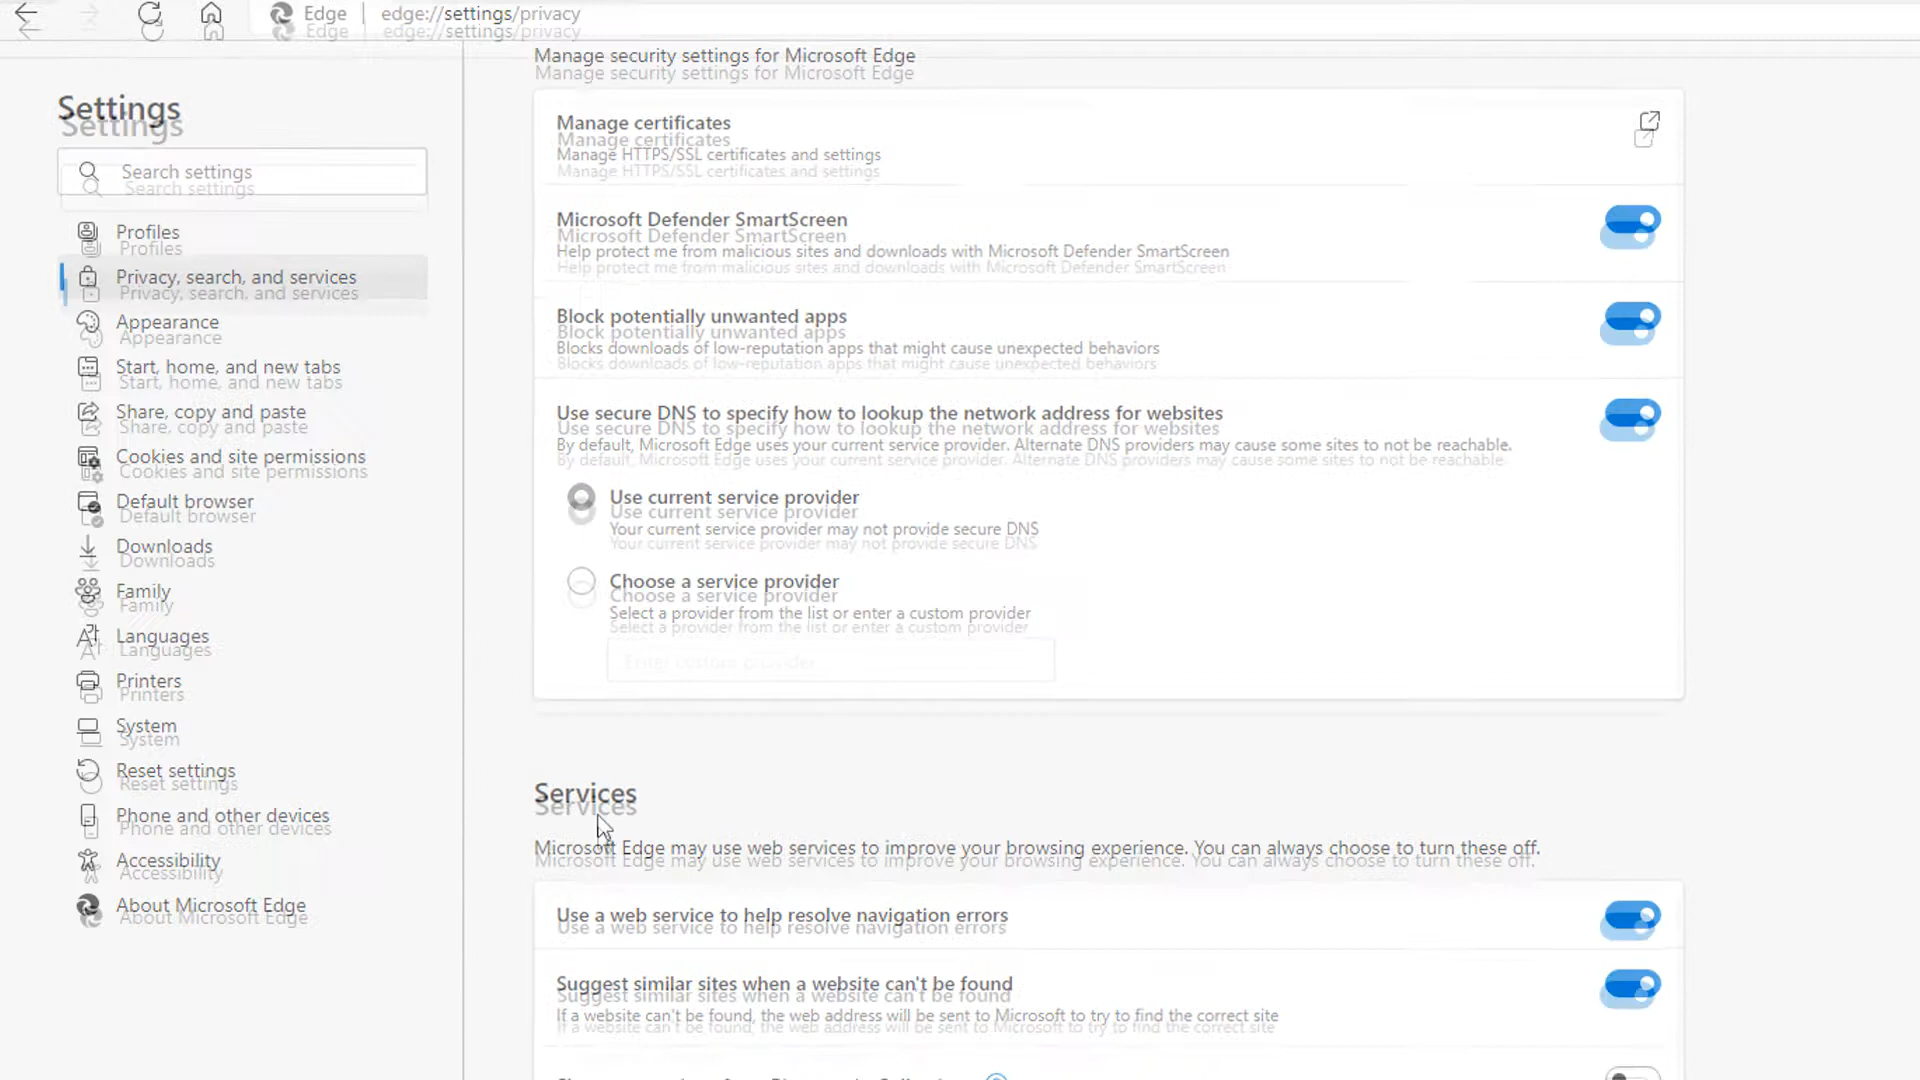 Edge
edge://settings/privacy
Settings
Search settings
Profiles
Privacy, search, and services
Appearance
Start, home, and new tabs
Share, copy and paste
Cookies and site permissions
Default browser
Downloads
Family
Languages
Printers
System
Reset settings
Phone and other devices
Accessibility
About Microsoft Edge
Manage security settings for Microsoft Edge
Manage certificates
Manage HTTPS/SSL certificates and settings
Microsoft Defender SmartScreen
Help protect me from malicious sites and downloads with Microsoft Defender SmartScreen
Block potentially unwanted apps
Blocks downloads of low-reputation apps that might cause unexpected behaviors
Use secure DNS to specify how to lookup the network address for websites
By default, Microsoft Edge uses your current service provider. Alternate DNS providers may cause some sites to not be reachable.
Use current service provider
Your current service provider may not provide secure DNS
Choose a service provider
Select a provider from the list or enter a custom provider
Enter custom provider
Services
Microsoft Edge may use web services to improve your browsing experience. You can always choose to turn these off.
Use a web service to help resolve navigation errors
Suggest similar sites when a website can't be found
If a website can't be found, the web address will be sent to Microsoft to try to find the correct site